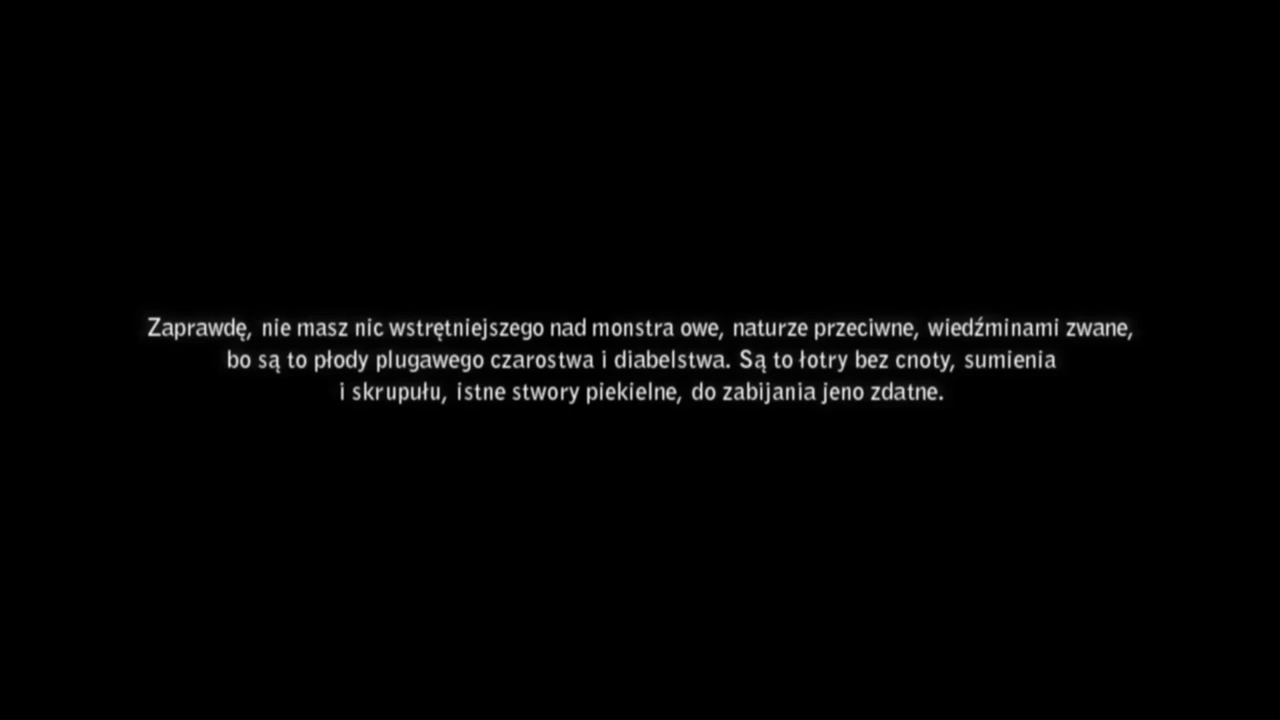 Zaprawdę, nie masz nic wstrętniejszego nad monstra owe, naturze przeciwne, wiedźminami zwane,
bo są to płody plugawego czarostwa i diabelstwa. Są to łotry bez cnoty, sumienia
i skrupułu, istne stwory piekielne, do zabijania jeno zdatne.